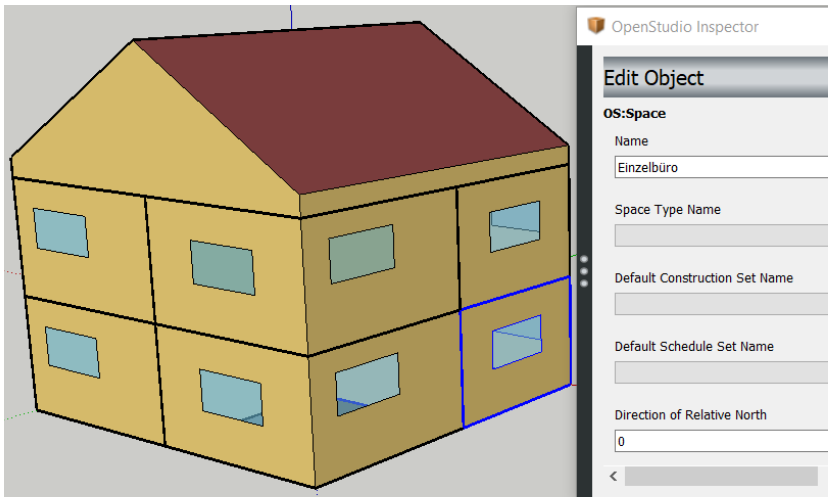 OpenStudio Inspector
Edit Object
OS:Space
Name
Einzelbüro
Space Type Name
Default Construction Set Name
Default Schedule Set Name
Direction of Relative North
0